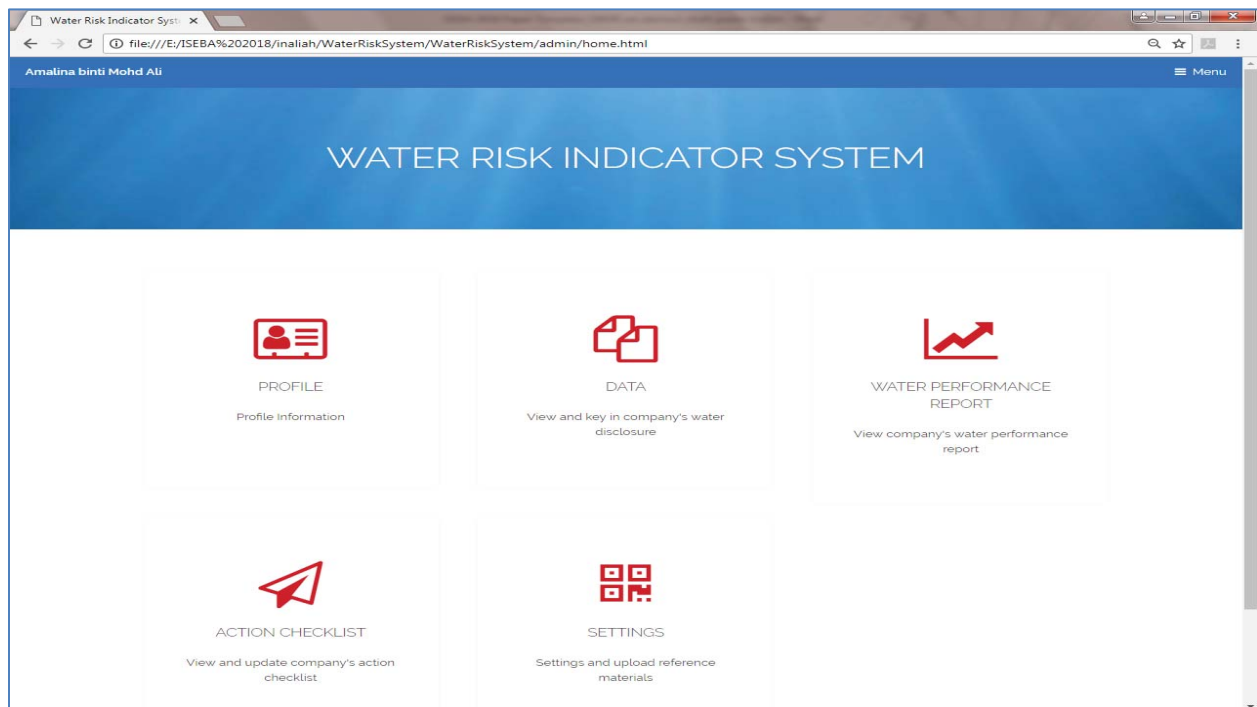 Water Risk Indicator Syst
file:///E:/ISEBA%202018/inaliah/WaterRiskSystem/WaterRiskSystem/admin/home.html
Amalina binti Mohd Ali
Menu
WATER RISK INDICATOR SYSTEM
PROFILE
Profile Information
DATA
View and key in company's water
disclosure
WATER PERFORMANCE
REPORT
View company's water performance
report
ACTION CHECKLIST
View and update company's action
checklist
SETTINGS
Settings and upload reference
materials